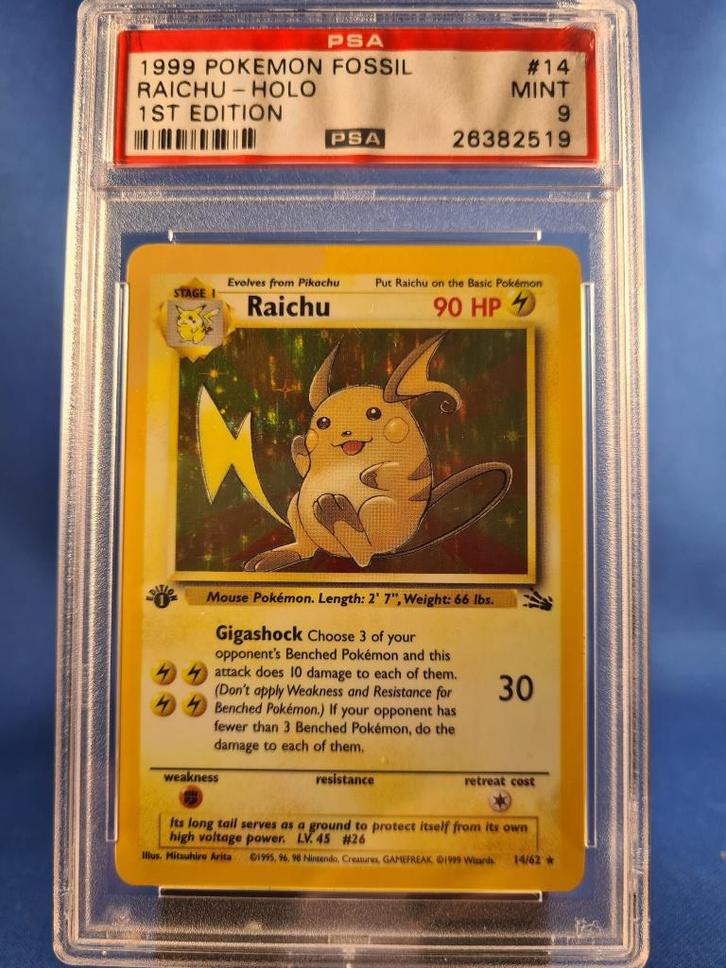 PSA
1999 POKEMON FOSSIL #14
RAICHU - HOLO MINT
1ST EDITION 9
PSA 26382519
Evolves from Pikachu Put Raichu on the Basic Pokémon
STAGE 1 Raichu 90 HP
EDITION 1
Mouse Pokémon. Length: 2' 7", Weight: 66 lbs.
Gigashock Choose 3 of your
opponent's Benched Pokémon and this
attack does 10 damage to each of them.
(Don't apply Weakness and Resistance for
Benched Pokémon.) If your opponent has
fewer than 3 Benched Pokémon, do the
damage to each of them.
30
weakness resistance retreat cost
Its long tail serves as a ground to protect itself from its own
high voltage power. LV. 45 #26
Illus. Mitsuhiro Arita ©1995, 96, 98 Nintendo, Creatures, GAMEFREAK. ©1999 Wizards. 14/62 ★